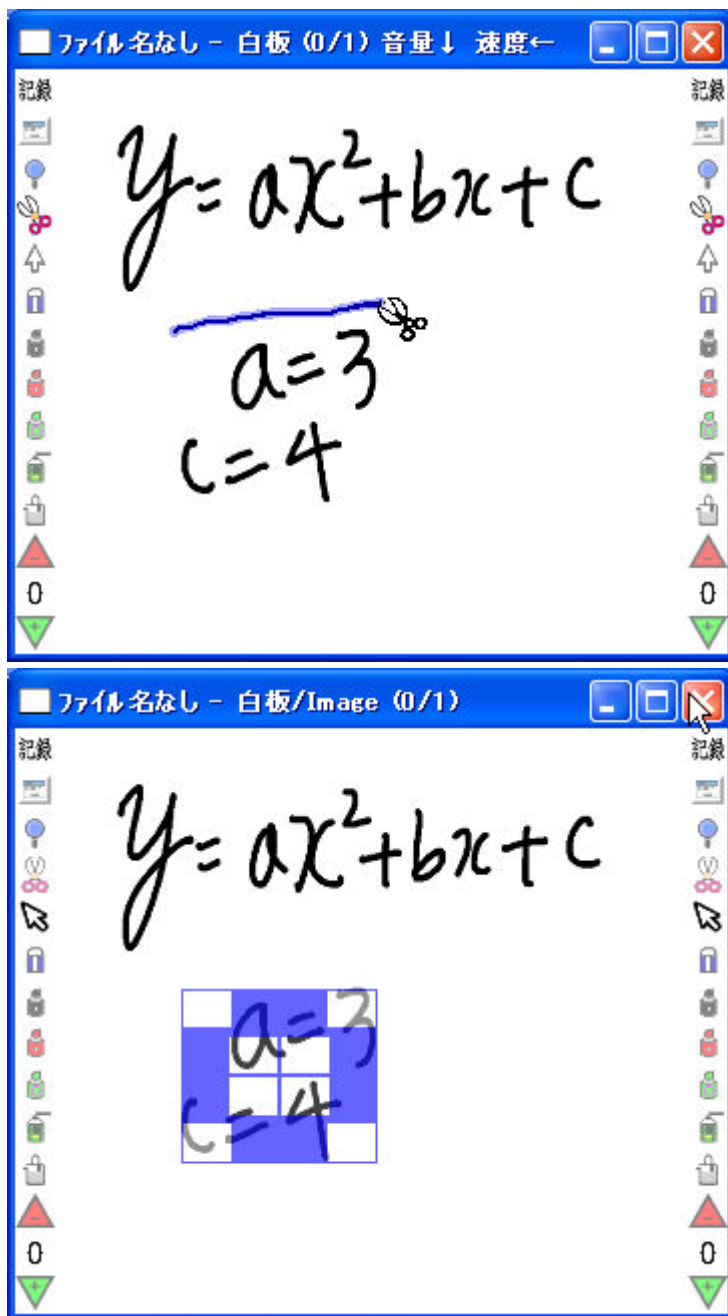 ファイル名なし - 白板 (0/1) 音量↓ 速度←
記録 記録
y=ax²+bx+c
a=3
c=4
0 0
ファイル名なし - 白板/Image (0/1)
記録 記録
y=ax²+bx+c
a=3
c=4
0 0